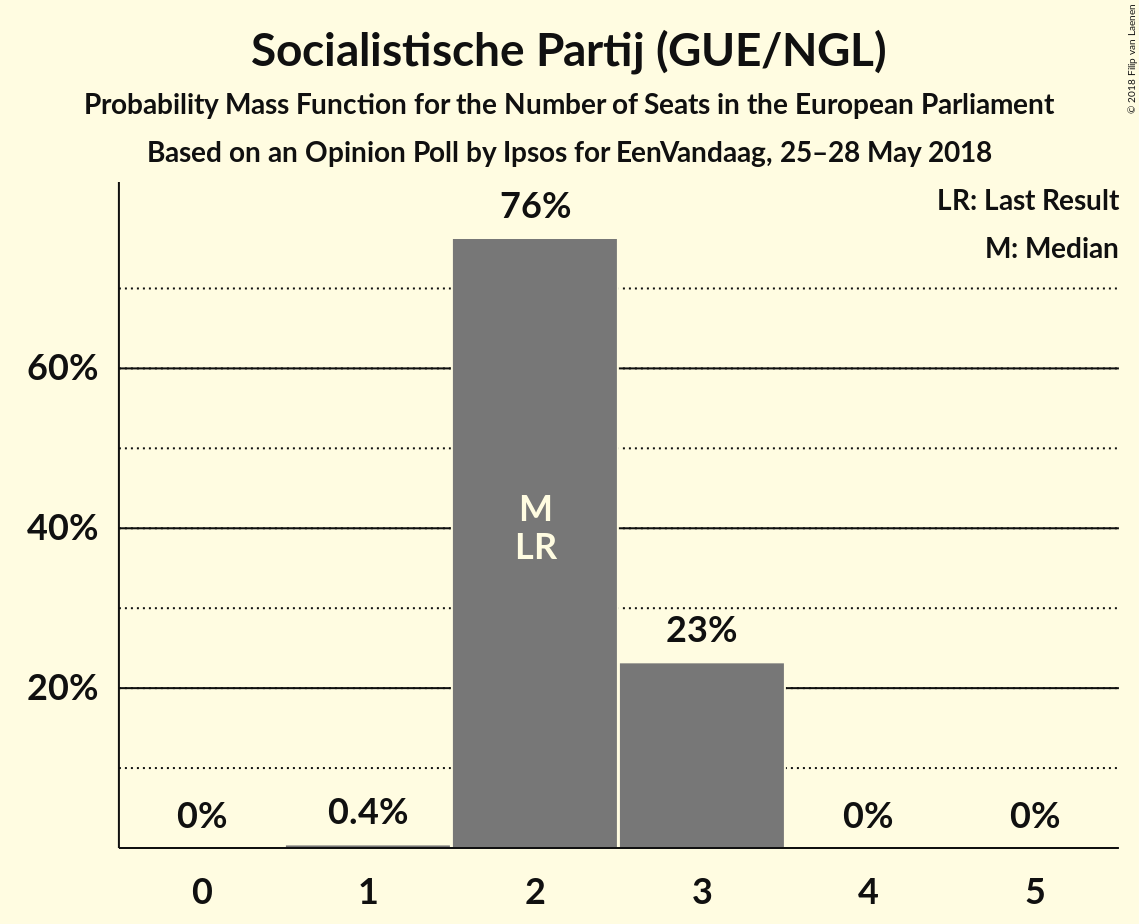 Socialistische Partij (GUE/NGL)
Probability Mass Function for the Number of Seats in the European Parliament
Based on an Opinion Poll by Ipsos for EenVandaag, 25–28 May 2018
© 2018 Filip van Laenen
LR: Last Result
M: Median
76%
60%
M
40%
LR
23%
20%
0%
0.4%
0%
0%
0 1 2 3 4 5